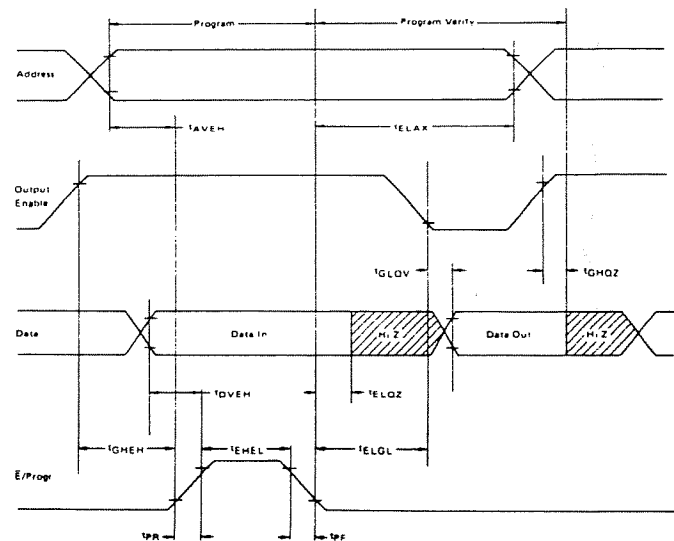 Program
Program Verify
Address
tAVEH
tELAX
Output
Enable
tGLQV
tGHQZ
Data
Data In
Hi Z
Data Out
Hi Z
tDVEH
tELQZ
tGHEH
tEHEL
tELGL
E̅/Progr
tPR
tPF